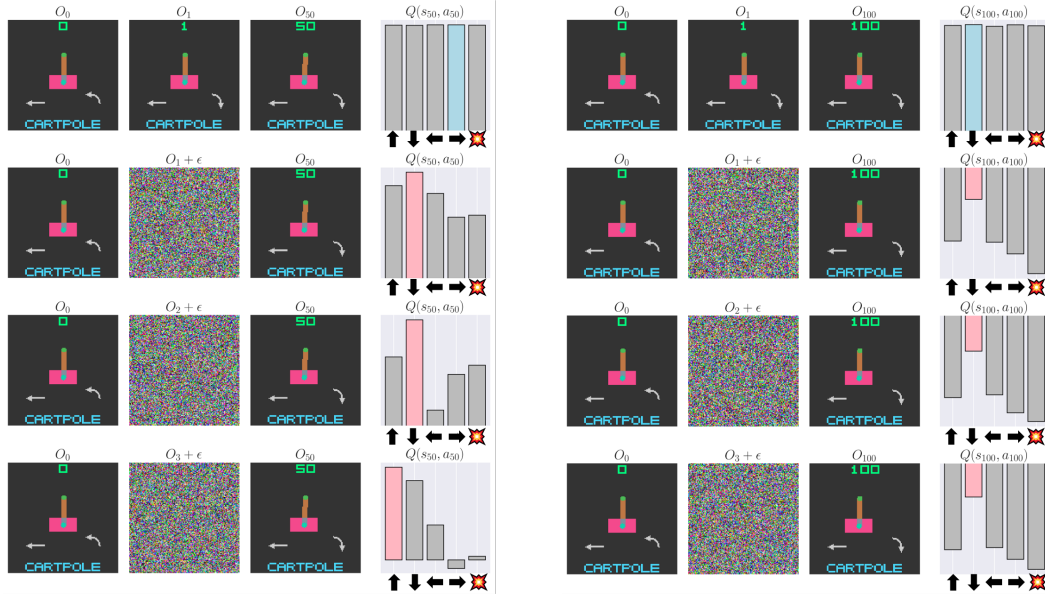 O₀ O₁ O₅₀ Q(s₅₀, a₅₀)
0 1 50
CARTPOLE CARTPOLE CARTPOLE
O₀ O₁ + ϵ O₅₀ Q(s₅₀, a₅₀)
0 50
CARTPOLE CARTPOLE
O₀ O₂ + ϵ O₅₀ Q(s₅₀, a₅₀)
0 50
CARTPOLE CARTPOLE
O₀ O₃ + ϵ O₅₀ Q(s₅₀, a₅₀)
0 50
CARTPOLE CARTPOLE
O₀ O₁ O₁₀₀ Q(s₁₀₀, a₁₀₀)
0 1 100
CARTPOLE CARTPOLE CARTPOLE
O₀ O₁ + ϵ O₁₀₀ Q(s₁₀₀, a₁₀₀)
0 100
CARTPOLE CARTPOLE
O₀ O₂ + ϵ O₁₀₀ Q(s₁₀₀, a₁₀₀)
0 100
CARTPOLE CARTPOLE
O₀ O₃ + ϵ O₁₀₀ Q(s₁₀₀, a₁₀₀)
0 100
CARTPOLE CARTPOLE